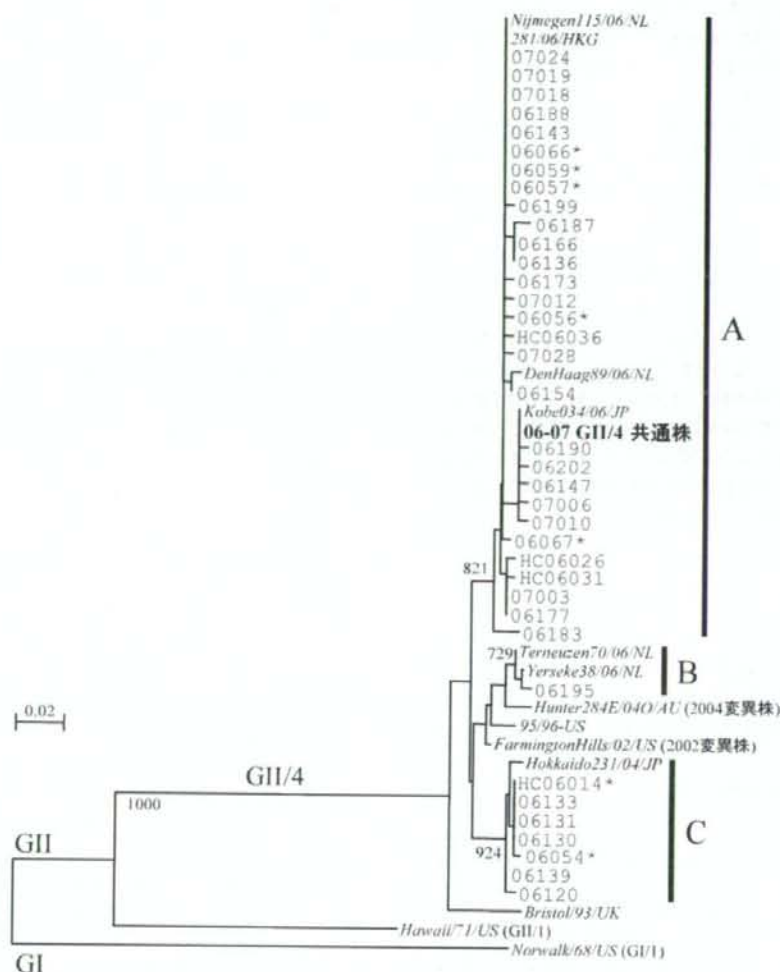 Nijmegen115/06/NL
281/06/HKG
07024
07019
07018
06188
06143
06066*
06059*
06057*
06199
06187
06166
06136
06173
07012
06056*
HC06036
07028
DenHaag89/06/NL
06154
Kobe034/06/JP
06-07 GII/4 共通株
06190
06202
06147
07006
07010
06067*
HC06026
HC06031
07003
06177
06183
821
A
Terneuzen70/06/NL
729
Yerseke38/06/NL
06195
B
Hunter284E/04O/AU (2004変異株)
95/96-US
FarmingtonHills/02/US (2002変異株)
0.02
Hokkaido231/04/JP
HC06014*
06133
06131
06130
06054*
06139
06120
924
C
GII/4
1000
Bristol/93/UK
Hawaii/71/US (GII/1)
Norwalk/68/US (GI/1)
GII
GI